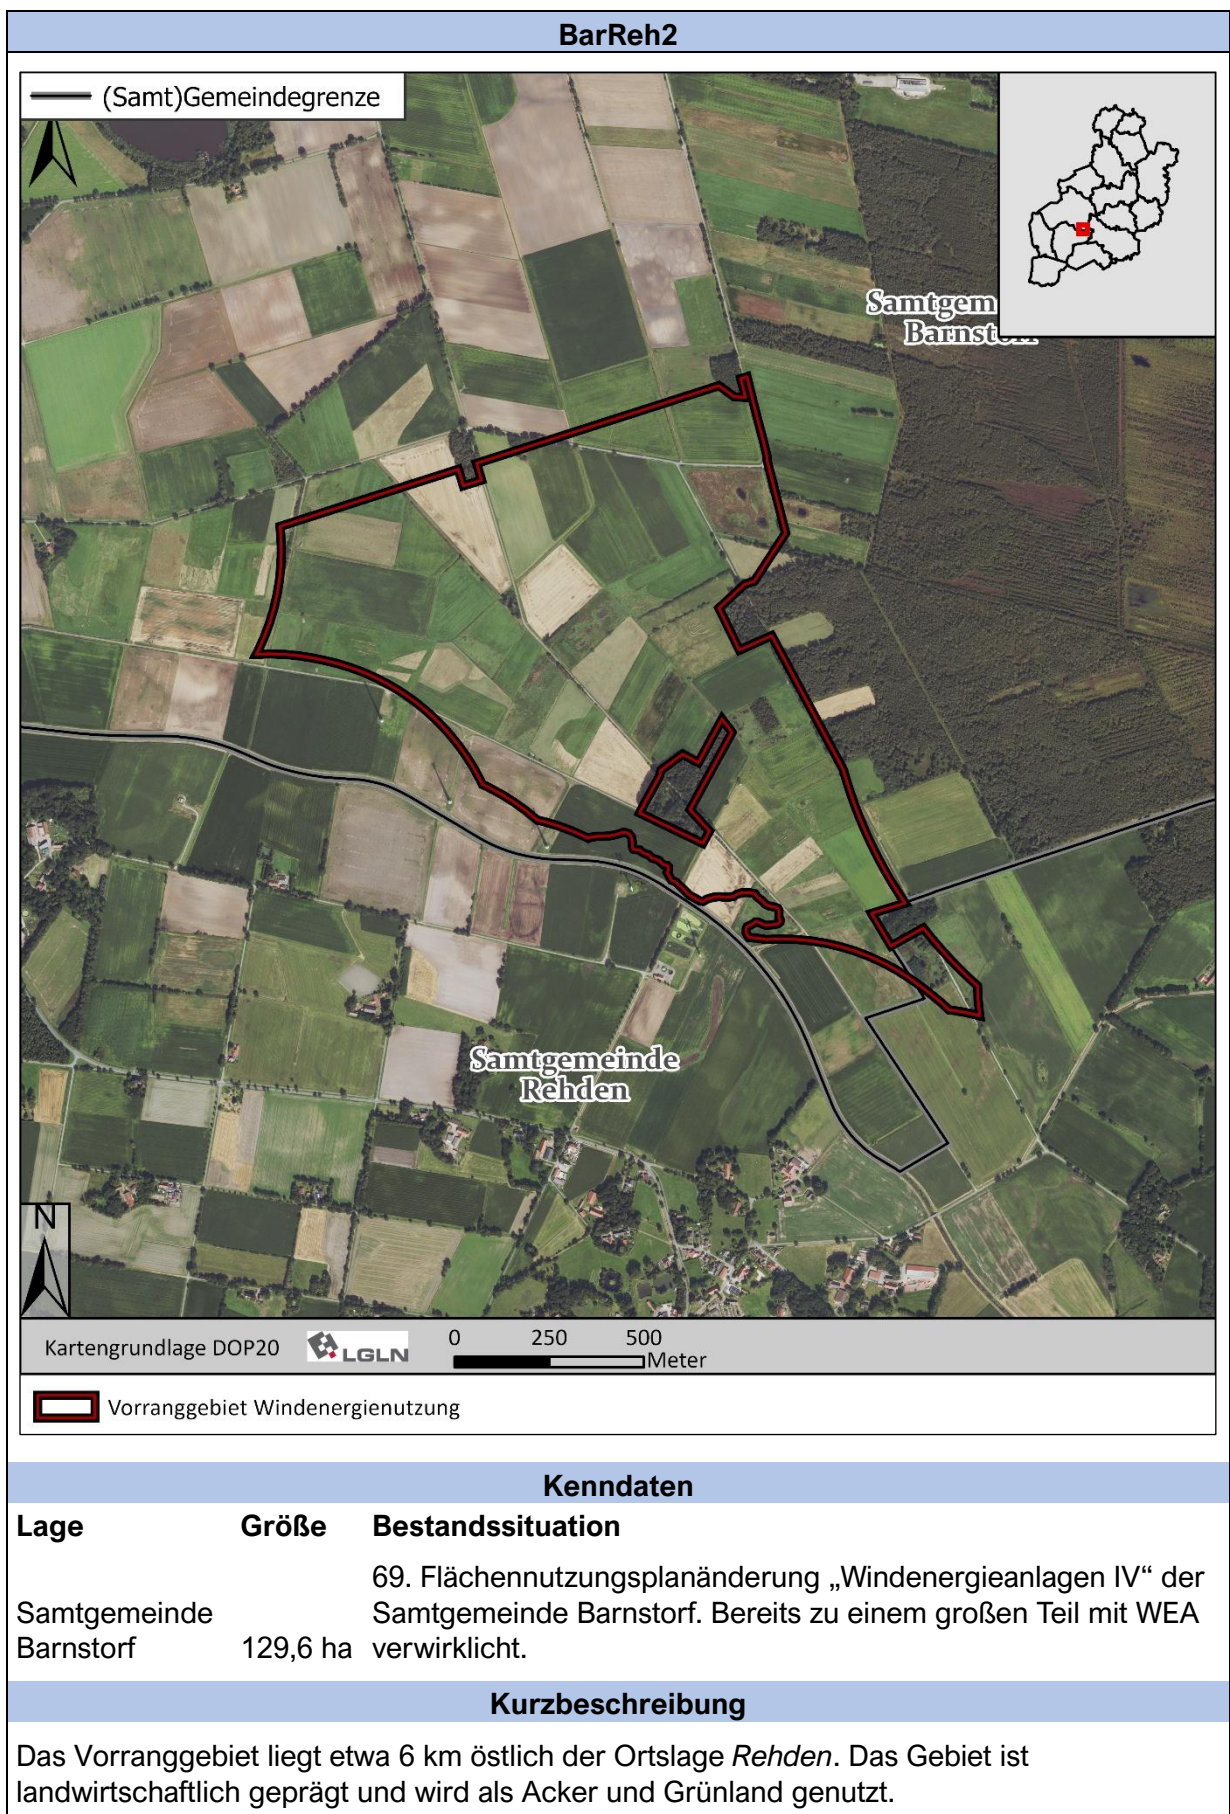 BarReh2
(Samt)Gemeindegrenze
Samtgem
Barnstorf
Samtgemeinde
Rehden
N
Kartengrundlage DOP20
LGLN
0 250 500
Meter
Vorranggebiet Windenergienutzung
Kenndaten
Lage Größe Bestandssituation
Samtgemeinde
Barnstorf
129,6 ha
69. Flächennutzungsplanänderung „Windenergieanlagen IV“ der
Samtgemeinde Barnstorf. Bereits zu einem großen Teil mit WEA
verwirklicht.
Kurzbeschreibung
Das Vorranggebiet liegt etwa 6 km östlich der Ortslage Rehden. Das Gebiet ist
landwirtschaftlich geprägt und wird als Acker und Grünland genutzt.